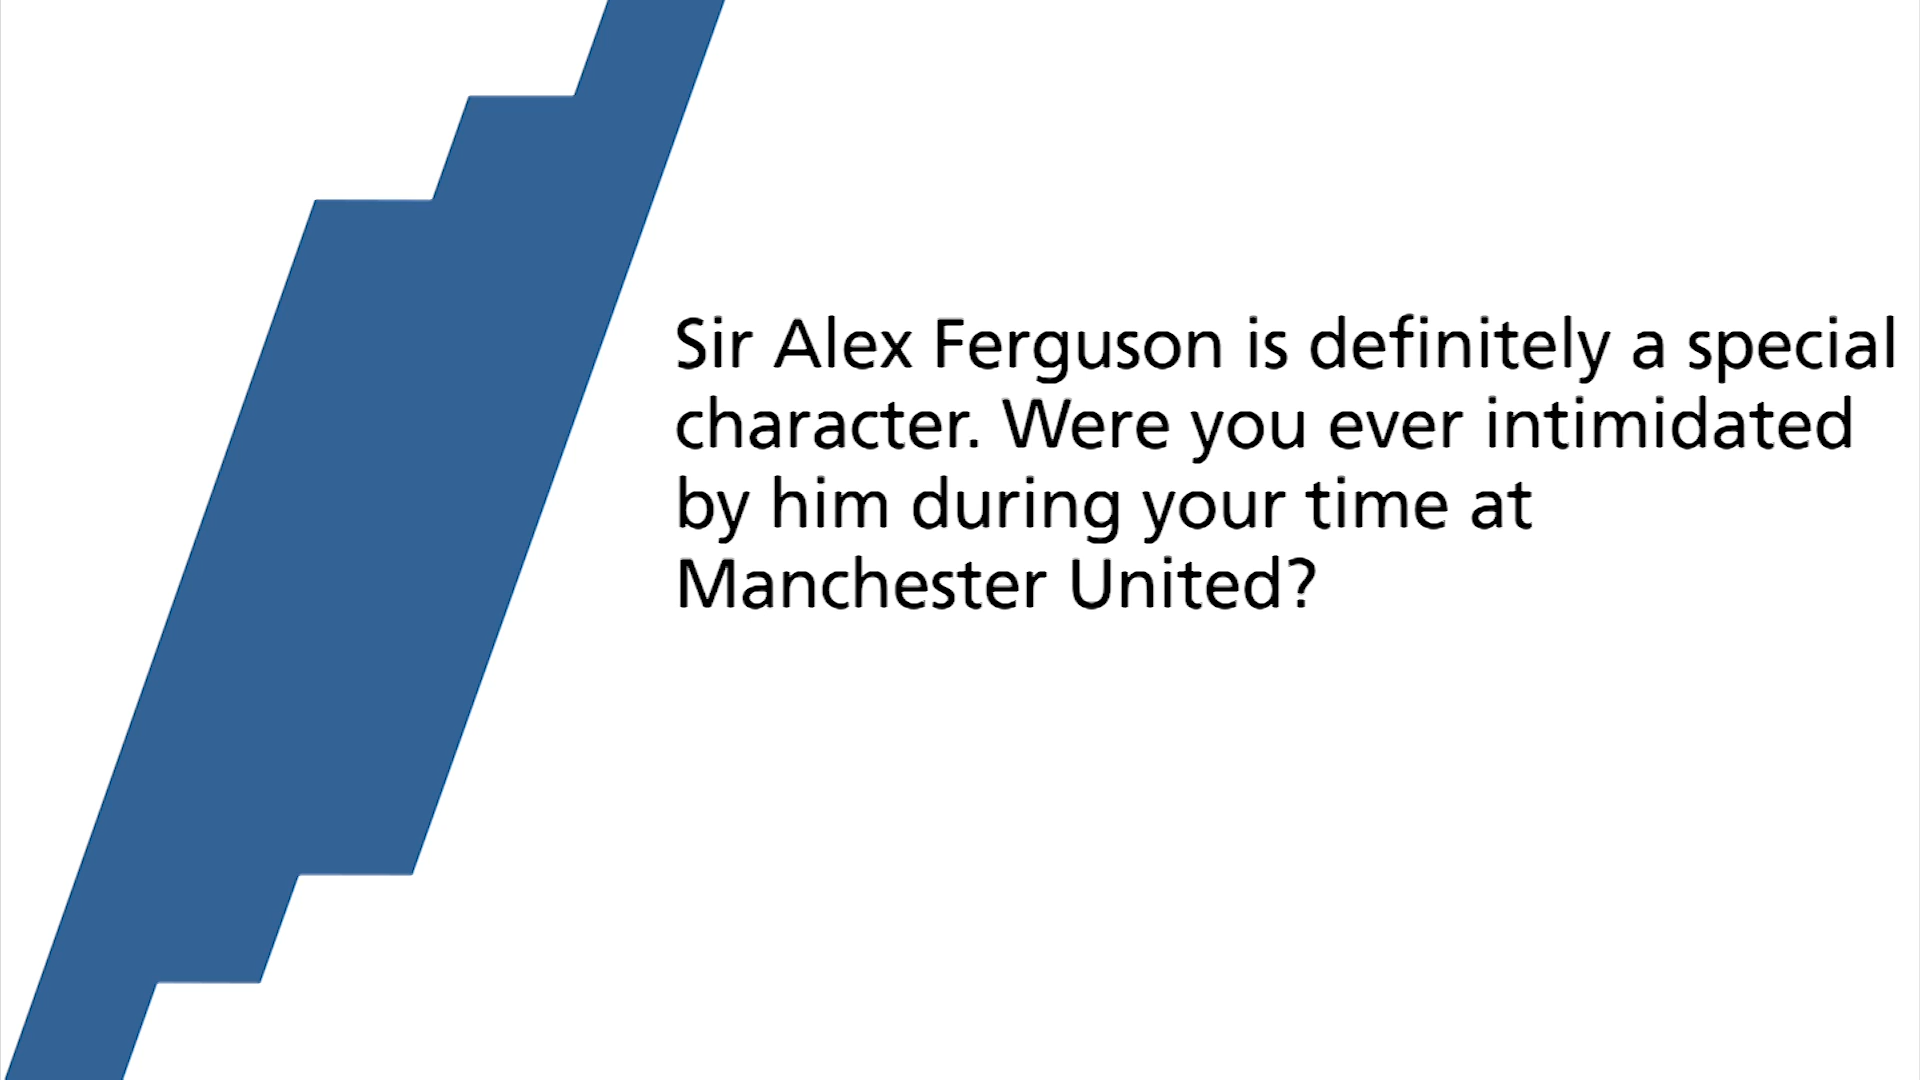 Sir Alex Ferguson is definitely a special
character. Were you ever intimidated
by him during your time at
Manchester United?